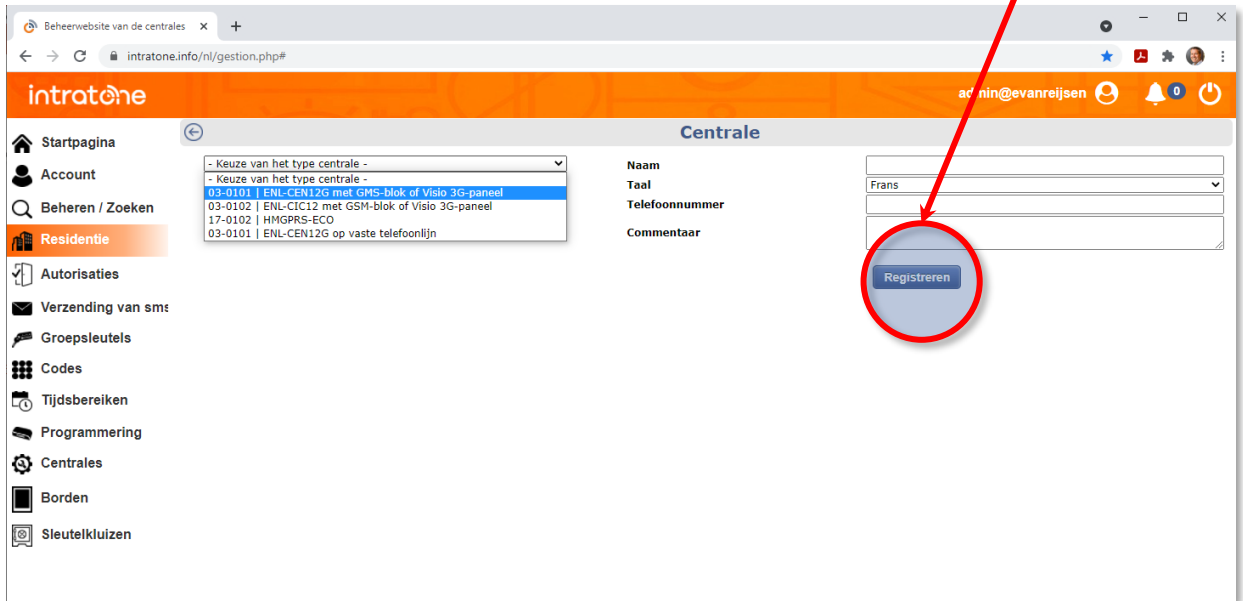 Beheerwebsite van de centrales
intratone.info/nl/gestion.php#
intratone
admin@evanreijsen
0
Startpagina
Account
Beheren / Zoeken
Residentie
Autorisaties
Verzending van sms
Groepsleutels
Codes
Tijdsbereiken
Programmering
Centrales
Borden
Sleutelkluizen
Centrale
- Keuze van het type centrale -
- Keuze van het type centrale -
03-0101 | ENL-CEN12G met GMS-blok of Visio 3G-paneel
03-0102 | ENL-CIC12 met GSM-blok of Visio 3G-paneel
17-0102 | HMGPRS-ECO
03-0101 | ENL-CEN12G op vaste telefoonlijn
Naam
Taal
Frans
Telefoonnummer
Commentaar
Registreren